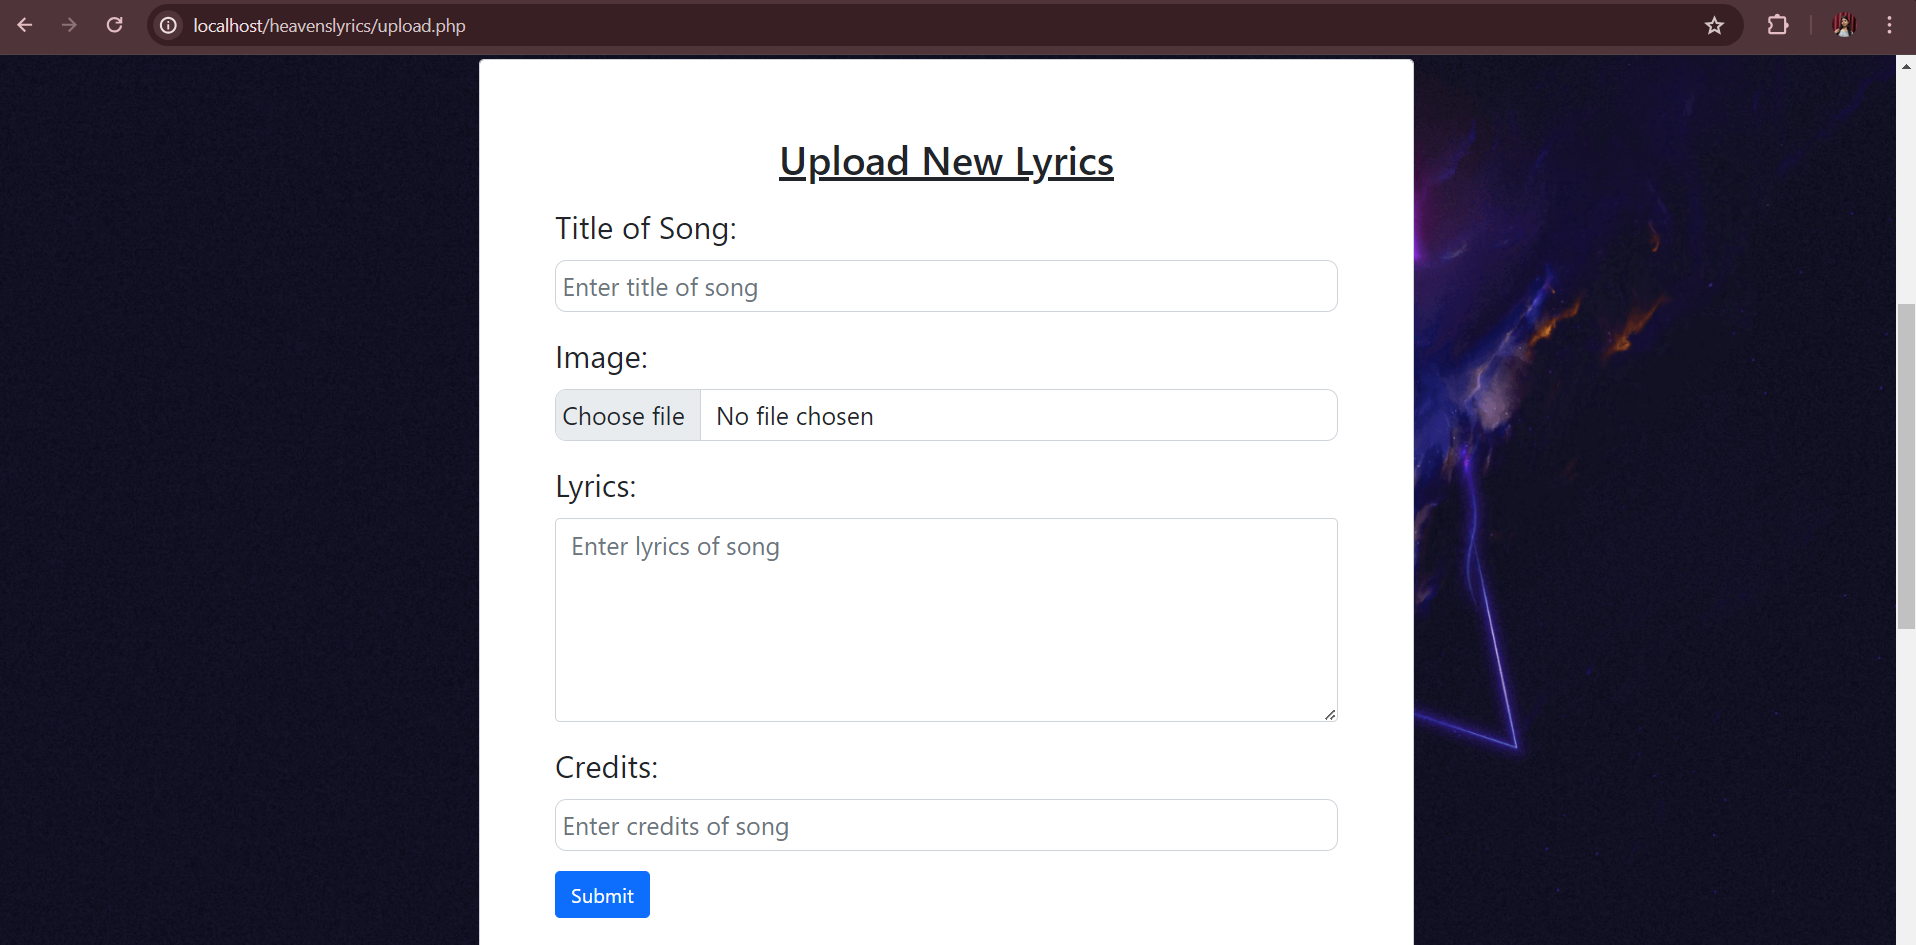 localhost/heavenslyrics/upload.php
Upload New Lyrics
Title of Song:
Enter title of song
Image:
Choose file No file chosen
Lyrics:
Enter lyrics of song
Credits:
Enter credits of song
Submit